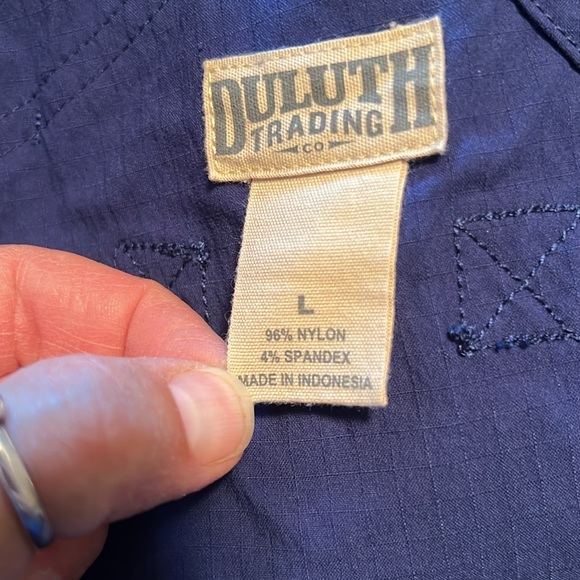 DULUTH
TRADING
CO
L
96% NYLON
4% SPANDEX
MADE IN INDONESIA